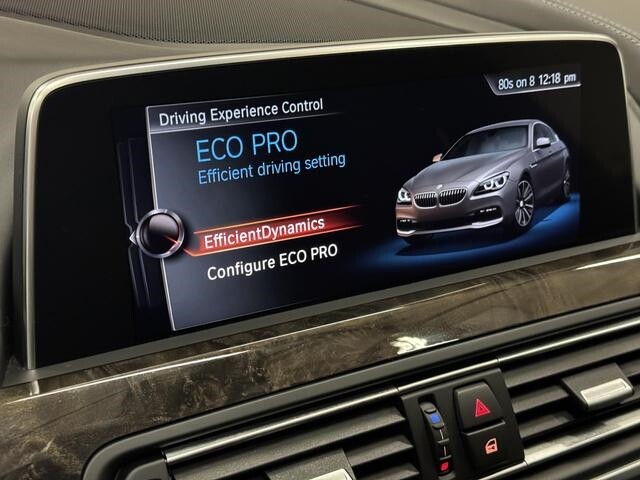 80s on 8 12:18 pm
Driving Experience Control
ECO PRO
Efficient driving setting
EfficientDynamics
Configure ECO PRO